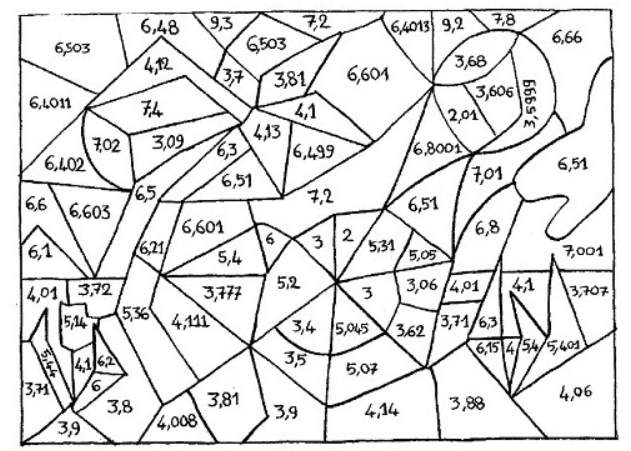 6,48 9,3 7,2 6,4013 9,2 7,8
6,503 6,503 6,66
4,12 3,7 3,81 6,601 3,68
6,4011 7,4 4,1 3,606 3,5999
2,01
7,02 3,09 4,13 6,499 6,8001
6,402 6,3 7,01 6,51
6,51
6,6 6,603 6,5 7,2 6,51
6,601 6 3 2 6,8
6,1 6,21 5,4 5,31 5,05 7,001
4,01 3,72 3,777 5,2 3 3,06 4,01 4,1 3,707
5,14 5,36 4,111 3,4 5,045 3,62 3,71 6,3
5,44 4,1 6,2 3,5 5,07 6,15 4 5,4 5,401
3,71 6 3,8 3,81 3,9 4,14 3,88 4,06
3,9 4,008